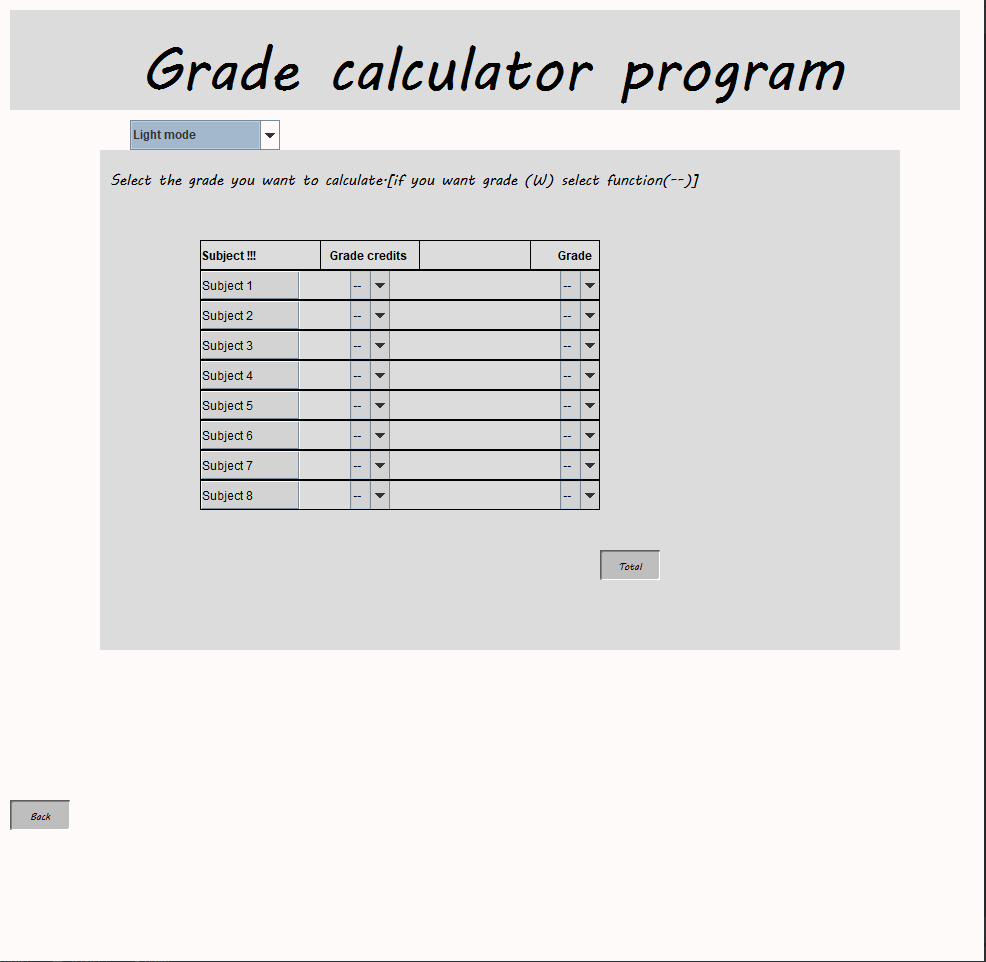 Grade calculator program
Light mode
Select the grade you want to calculate.[if you want grade (W) select function(--)]
Subject !!! Grade credits Grade
Subject 1 -- --
Subject 2 -- --
Subject 3 -- --
Subject 4 -- --
Subject 5 -- --
Subject 6 -- --
Subject 7 -- --
Subject 8 -- --
Total
Back